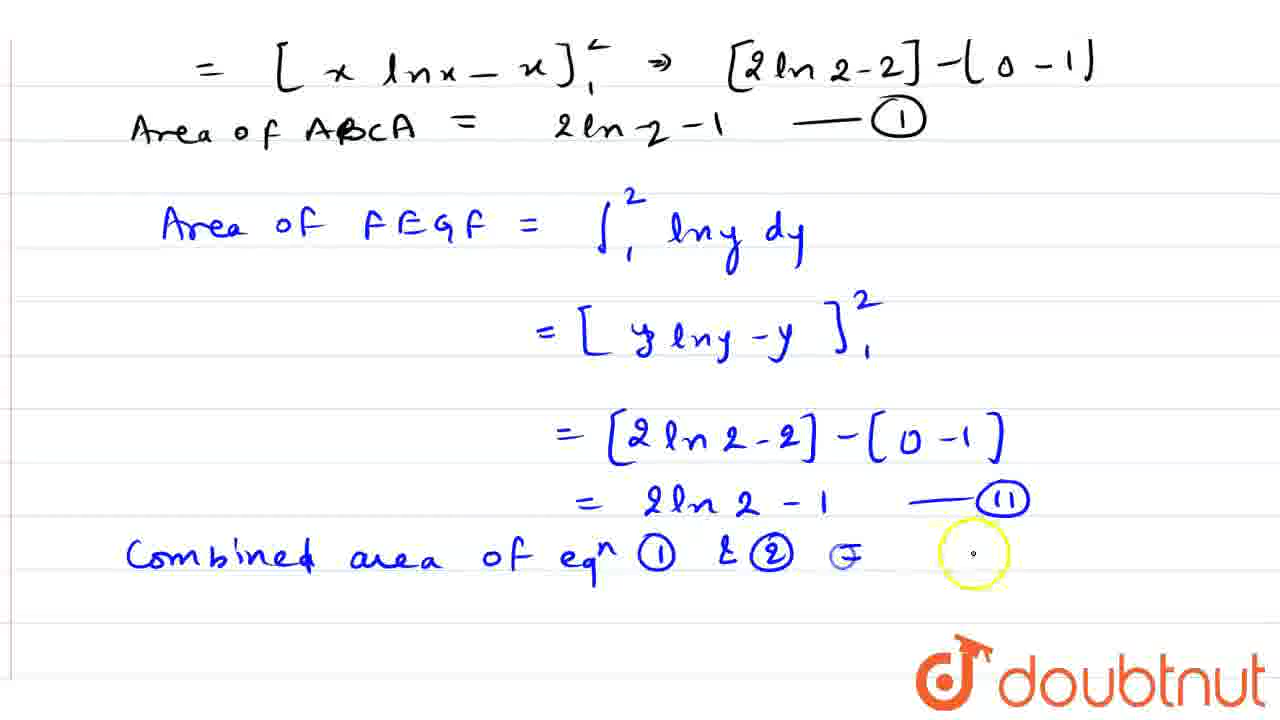 = [x ln x - x]₁² ⇒ [2 ln 2 - 2] - (0 - 1)
Area of ABCA = 2 ln 2 - 1 —— ①
Area of FEGF = ∫₁² ln y dy
= [y ln y - y]₁²
= [2 ln 2 - 2] - [0 - 1]
= 2 ln 2 - 1 —— ⑪
Combined area of eqⁿ ① & ② =
doubtnut